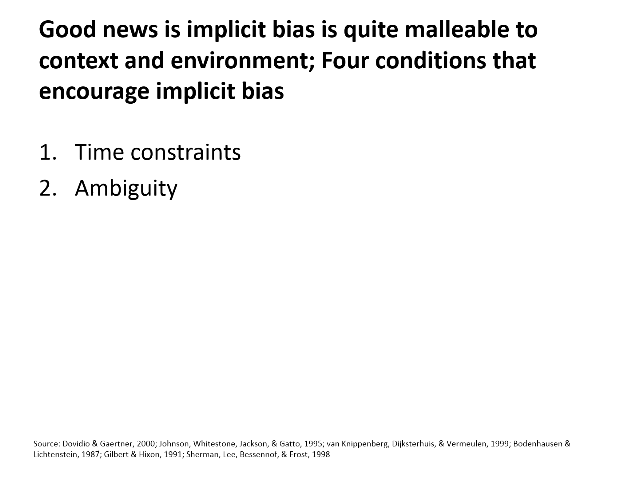 Good news is implicit bias is quite malleable to
context and environment; Four conditions that
encourage implicit bias
1. Time constraints
2. Ambiguity
Source: Dovidio & Gaertner, 2000; Johnson, Whitestone, Jackson, & Gatto, 1995; van Knippenberg, Dijksterhuis, & Vermeulen, 1999; Bodenhausen &
Lichtenstein, 1987; Gilbert & Hixon, 1991; Sherman, Lee, Bessenoff, & Frost, 1998